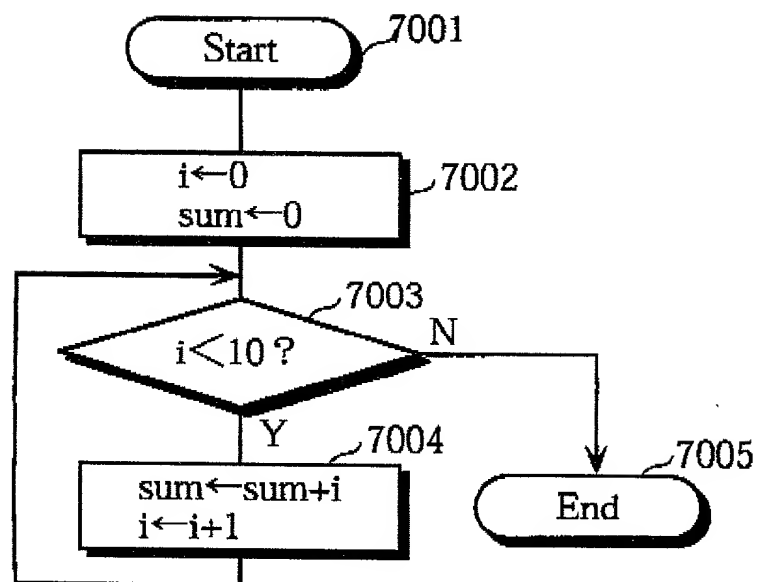 Start
7001
i←0
sum←0
7002
7003
i<10?
N
Y
7004
sum←sum+i
i←i+1
7005
End